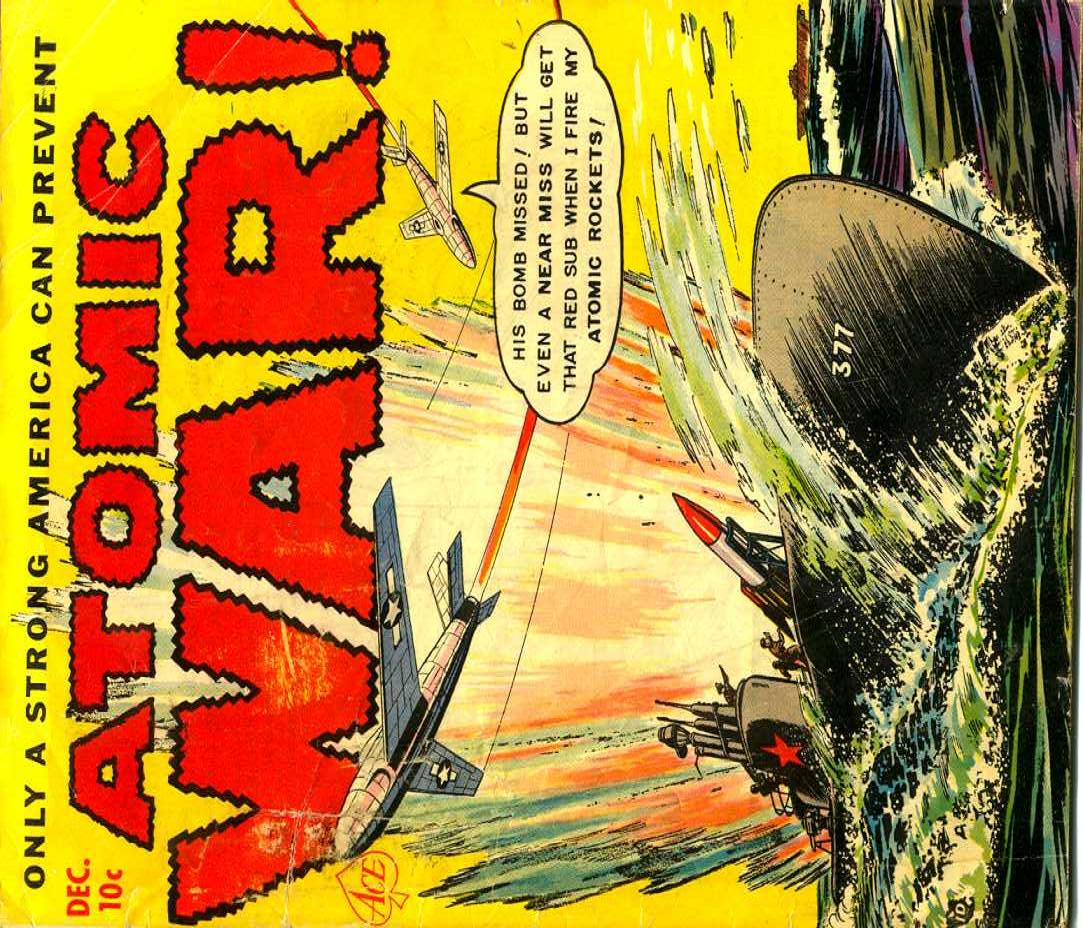 ONLY A STRONG AMERICA CAN PREVENT
ATOMIC
WAR!
DEC.
10¢
ACE
HIS BOMB MISSED! BUT
EVEN A NEAR MISS WILL GET
THAT RED SUB WHEN I FIRE MY
ATOMIC ROCKETS!
377